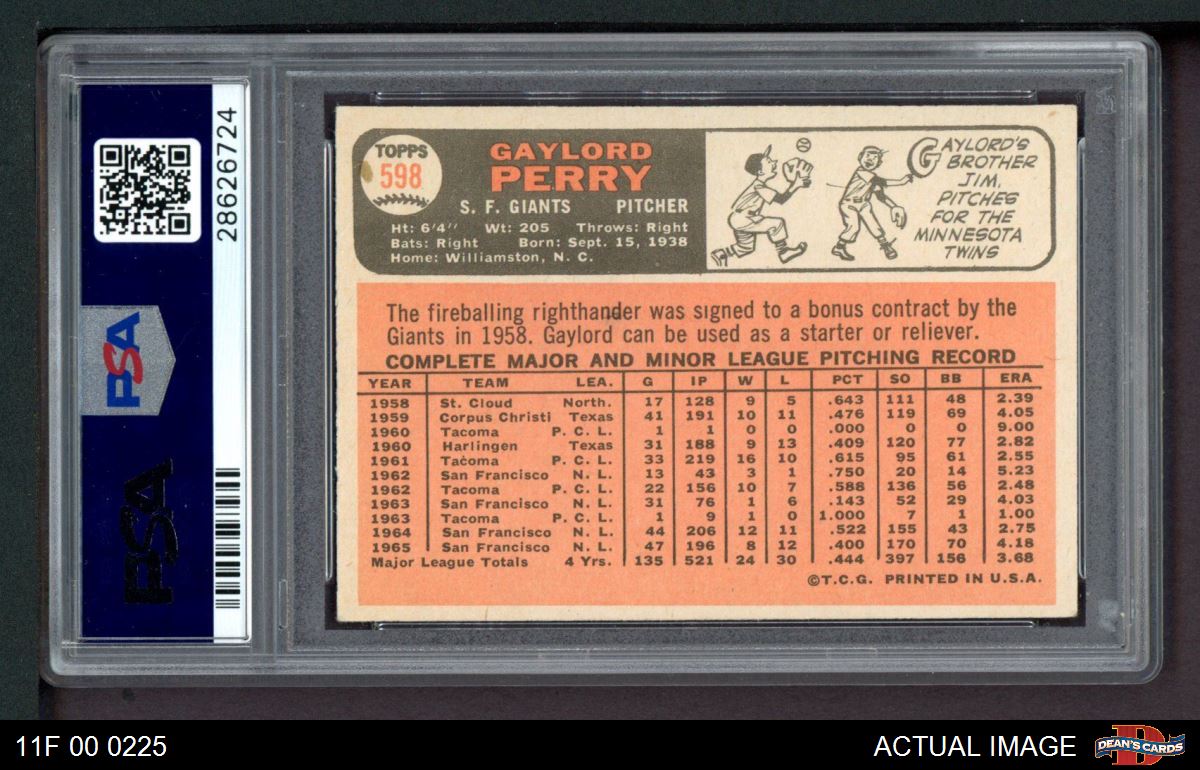 28626724
PSA
PSA
TOPPS
598
GAYLORD
PERRY
S. F. GIANTS PITCHER
Ht: 6'4" Wt: 205 Throws: Right
Bats: Right Born: Sept. 15, 1938
Home: Williamston, N. C.
GAYLORD'S
BROTHER
JIM,
PITCHES
FOR THE
MINNESOTA
TWINS
The fireballing righthander was signed to a bonus contract by the
Giants in 1958. Gaylord can be used as a starter or reliever.
COMPLETE MAJOR AND MINOR LEAGUE PITCHING RECORD
YEAR TEAM LEA. G IP W L PCT SO BB ERA
1958 St. Cloud North. 17 128 9 5 .643 111 48 2.39
1959 Corpus Christi Texas 41 191 10 11 .476 119 69 4.05
1960 Tacoma P. C. L. 1 1 0 0 .000 0 0 9.00
1960 Harlingen Texas 31 188 9 13 .409 120 77 2.82
1961 Tacoma P. C. L. 33 219 16 10 .615 95 61 2.55
1962 San Francisco N. L. 13 43 3 1 .750 20 14 5.23
1962 Tacoma P. C. L. 22 156 10 7 .588 136 56 2.48
1963 San Francisco N. L. 31 76 1 6 .143 52 29 4.03
1963 Tacoma P. C. L. 1 9 1 0 1.000 7 1 1.00
1964 San Francisco N. L. 44 206 12 11 .522 155 43 2.75
1965 San Francisco N. L. 47 196 8 12 .400 170 70 4.18
Major League Totals 4 Yrs. 135 521 24 30 .444 397 156 3.68
©T.C.G. PRINTED IN U.S.A.
11F 00 0225
ACTUAL IMAGE
DEAN'S CARDS